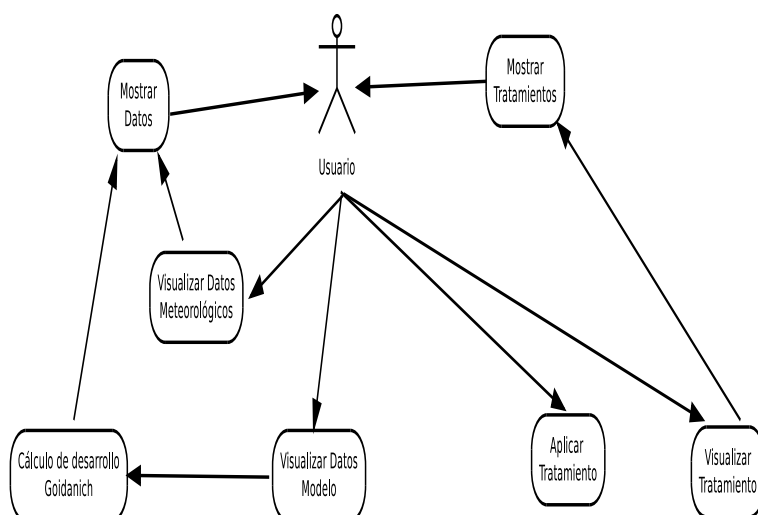 Mostrar
Datos
Mostrar
Tratamientos
Usuario
Visualizar Datos
Meteorológicos
Cálculo de desarrollo
Goidanich
Visualizar Datos
Modelo
Aplicar
Tratamiento
Visualizar
Tratamiento